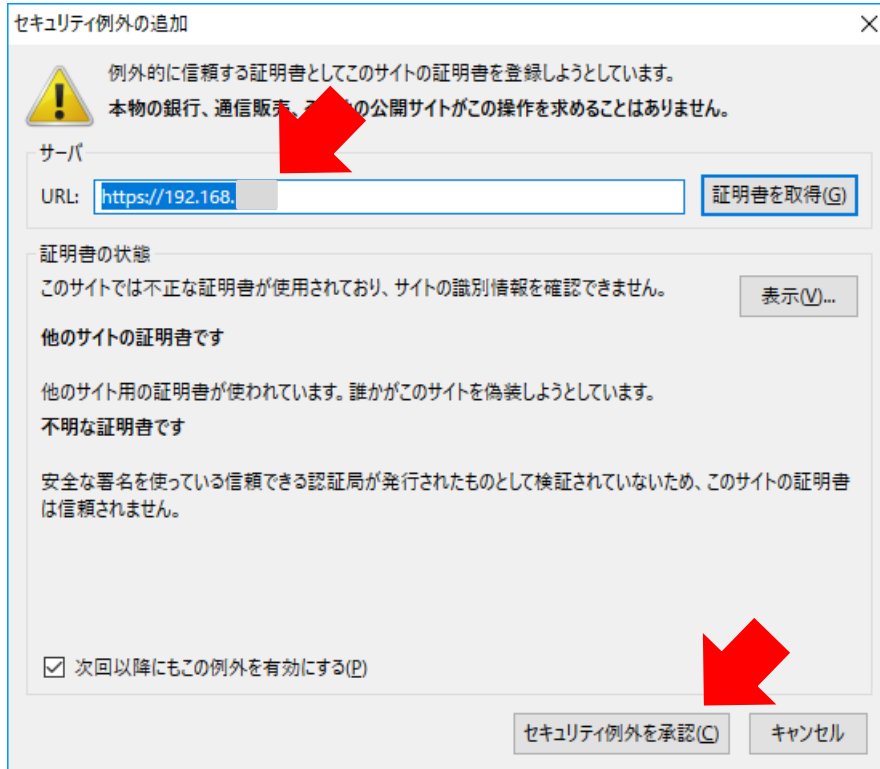 セキュリティ例外の追加
例外的に信頼する証明書としてこのサイトの証明書を登録しようとしています。
本物の銀行、通信販売、の公開サイトがこの操作を求めることはありません。
サーバ
URL: https://192.168. 証明書を取得(G)
証明書の状態
このサイトでは不正な証明書が使用されており、サイトの識別情報を確認できません。
表示(V)...
他のサイトの証明書です
他のサイト用の証明書が使われています。誰かがこのサイトを偽装しようとしています。
不明な証明書です
安全な署名を使っている信頼できる認証局が発行されたものとして検証されていないため、このサイトの証明書
は信頼されません。
次回以降にもこの例外を有効にする(P)
セキュリティ例外を承認(C) キャンセル